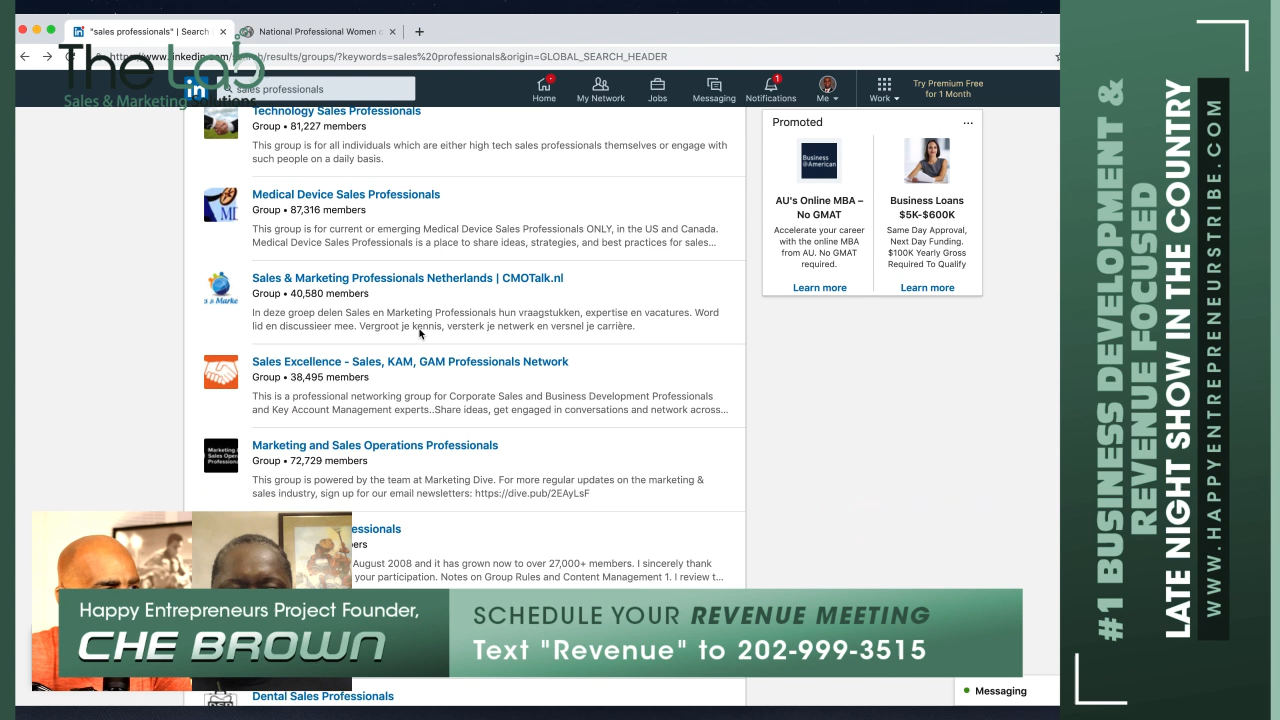 "sales professionals" | Search
National Professional Women
https://www.linkedin.com/search/results/groups/?keywords=sales%20professionals&origin=GLOBAL_SEARCH_HEADER
The Lab
Sales & Marketing Solutions
in
sales professionals
Home
My Network
Jobs
Messaging
1
Notifications
Me
Work
Try Premium Free
for 1 Month
Technology Sales Professionals
Group • 81,227 members
This group is for all individuals which are either high tech sales professionals themselves or engage with
such people on a daily basis.
Medical Device Sales Professionals
Group • 87,316 members
This group is for current or emerging Medical Device Sales Professionals ONLY, in the US and Canada.
Medical Device Sales Professionals is a place to share ideas, strategies, and best practices for sales...
Sales & Marketing Professionals Netherlands | CMOTalk.nl
Group • 40,580 members
In deze groep delen Sales en Marketing Professionals hun vraagstukken, expertise en vacatures. Word
lid en discussieer mee. Vergroot je kennis, versterk je netwerk en versnel je carrière.
Sales Excellence - Sales, KAM, GAM Professionals Network
Group • 38,495 members
This is a professional networking group for Corporate Sales and Business Development Professionals
and Key Account Management experts..Share ideas, get engaged in conversations and network across...
Marketing and Sales Operations Professionals
Group • 72,729 members
This group is powered by the team at Marketing Dive. For more regular updates on the marketing &
sales industry, sign up for our email newsletters: https://dive.pub/2EAyLsF
essionals
ers
August 2008 and it has grown now to over 27,000+ members. I sincerely thank
your participation. Notes on Group Rules and Content Management 1. I review t...
Dental Sales Professionals
Promoted
...
Business
@American
AU's Online MBA –
No GMAT
Accelerate your career
with the online MBA
from AU. No GMAT
required.
Learn more
Business Loans
$5K-$600K
Same Day Approval,
Next Day Funding.
$100K Yearly Gross
Required To Qualify
Learn more
Messaging
Happy Entrepreneurs Project Founder,
CHE BROWN
SCHEDULE YOUR REVENUE MEETING
Text "Revenue" to 202-999-3515
#1 BUSINESS DEVELOPMENT &
REVENUE FOCUSED
LATE NIGHT SHOW IN THE COUNTRY
WWW.HAPPYENTREPRENEURSTRIBE.COM